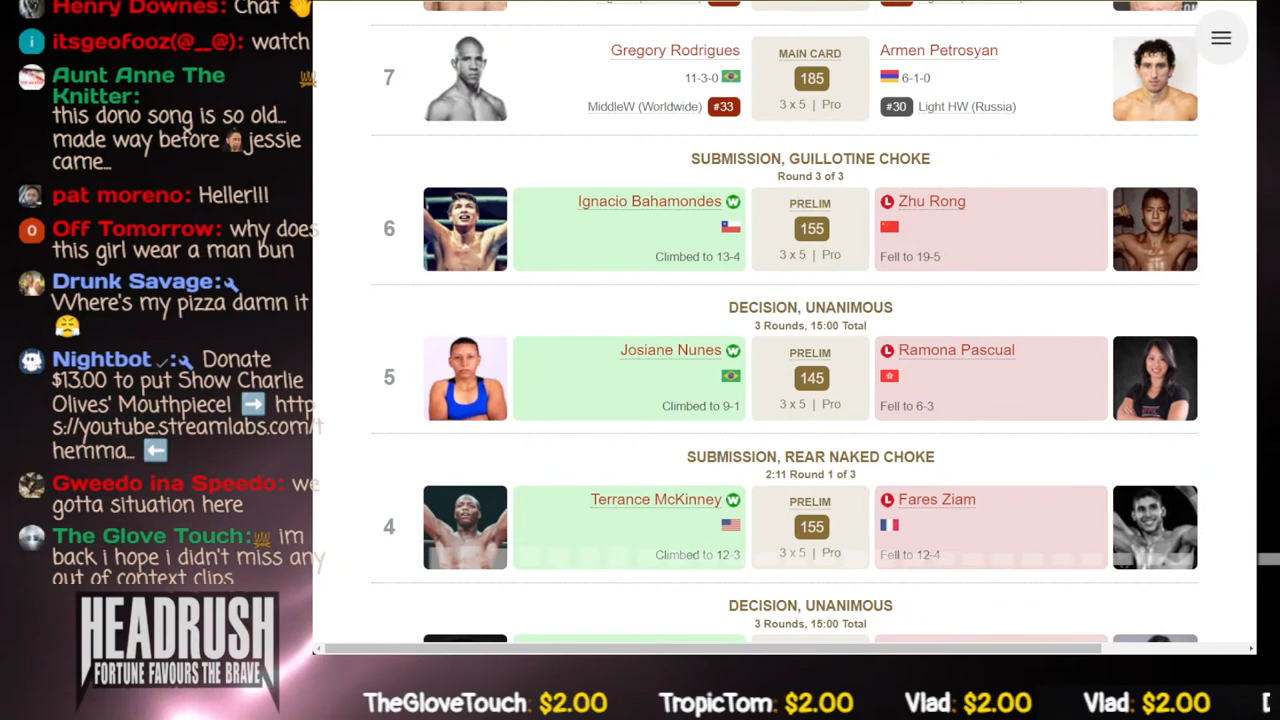 Henry Downes: Chat 👋
itsgeofooz(@__@): watch
Aunt Anne The
Knitter:
this dono song is so old...
made way before jessie
came...
pat moreno: Heller!!!
Off Tomorrow: why does
this girl wear a man bun
Drunk Savage:
Where's my pizza damn it
😤
Nightbot ✓: Donate
$13.00 to put Show Charlie
Olives' Mouthpiece! ➡️ http
s://youtube.streamlabs.com/t
hemma... ⬅️
Gweedo ina Speedo: we
gotta situation here
The Glove Touch: im
back i hope i didn't miss any
out of context clips
HEADRUSH
FORTUNE FAVOURS THE BRAVE
7
Gregory Rodrigues
11-3-0
MiddleW (Worldwide) #33
MAIN CARD
185
3 x 5 | Pro
Armen Petrosyan
6-1-0
#30 Light HW (Russia)
SUBMISSION, GUILLOTINE CHOKE
Round 3 of 3
6
Ignacio Bahamondes W
Climbed to 13-4
PRELIM
155
3 x 5 | Pro
L Zhu Rong
Fell to 19-5
DECISION, UNANIMOUS
3 Rounds, 15:00 Total
5
Josiane Nunes W
Climbed to 9-1
PRELIM
145
3 x 5 | Pro
L Ramona Pascual
Fell to 6-3
SUBMISSION, REAR NAKED CHOKE
2:11 Round 1 of 3
4
Terrance McKinney W
Climbed to 12-3
PRELIM
155
3 x 5 | Pro
L Fares Ziam
Fell to 12-4
DECISION, UNANIMOUS
3 Rounds, 15:00 Total
TheGloveTouch: $2.00 TropicTom: $2.00 Vlad: $2.00 Vlad: $2.00